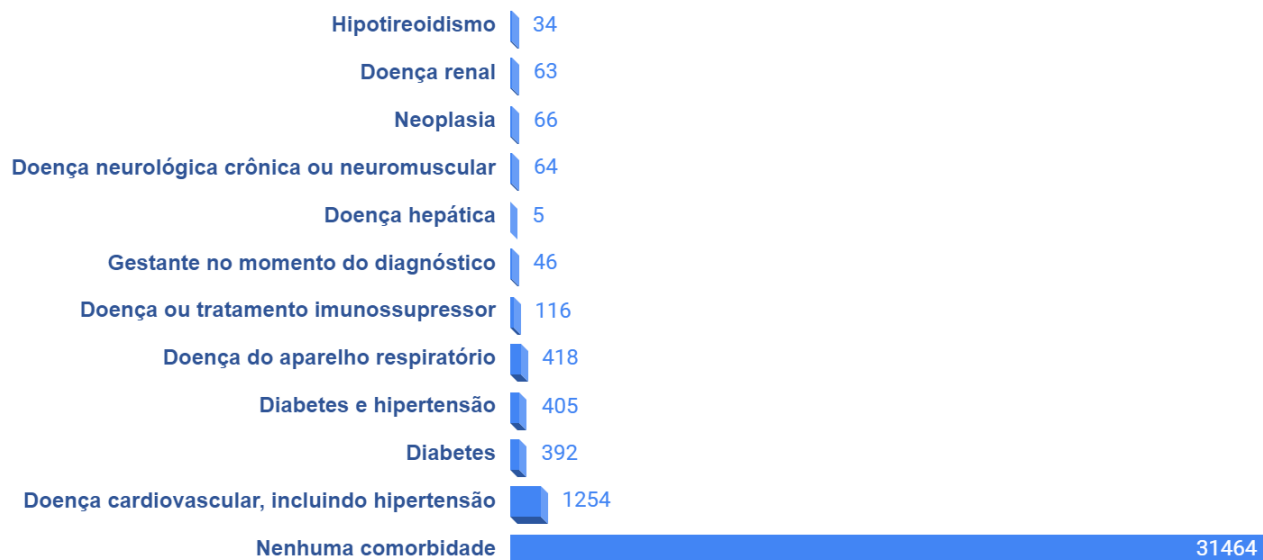 Hipotireoidismo 34
Doença renal 63
Neoplasia 66
Doença neurológica crônica ou neuromuscular 64
Doença hepática 5
Gestante no momento do diagnóstico 46
Doença ou tratamento imunossupressor 116
Doença do aparelho respiratório 418
Diabetes e hipertensão 405
Diabetes 392
Doença cardiovascular, incluindo hipertensão 1254
Nenhuma comorbidade 31464